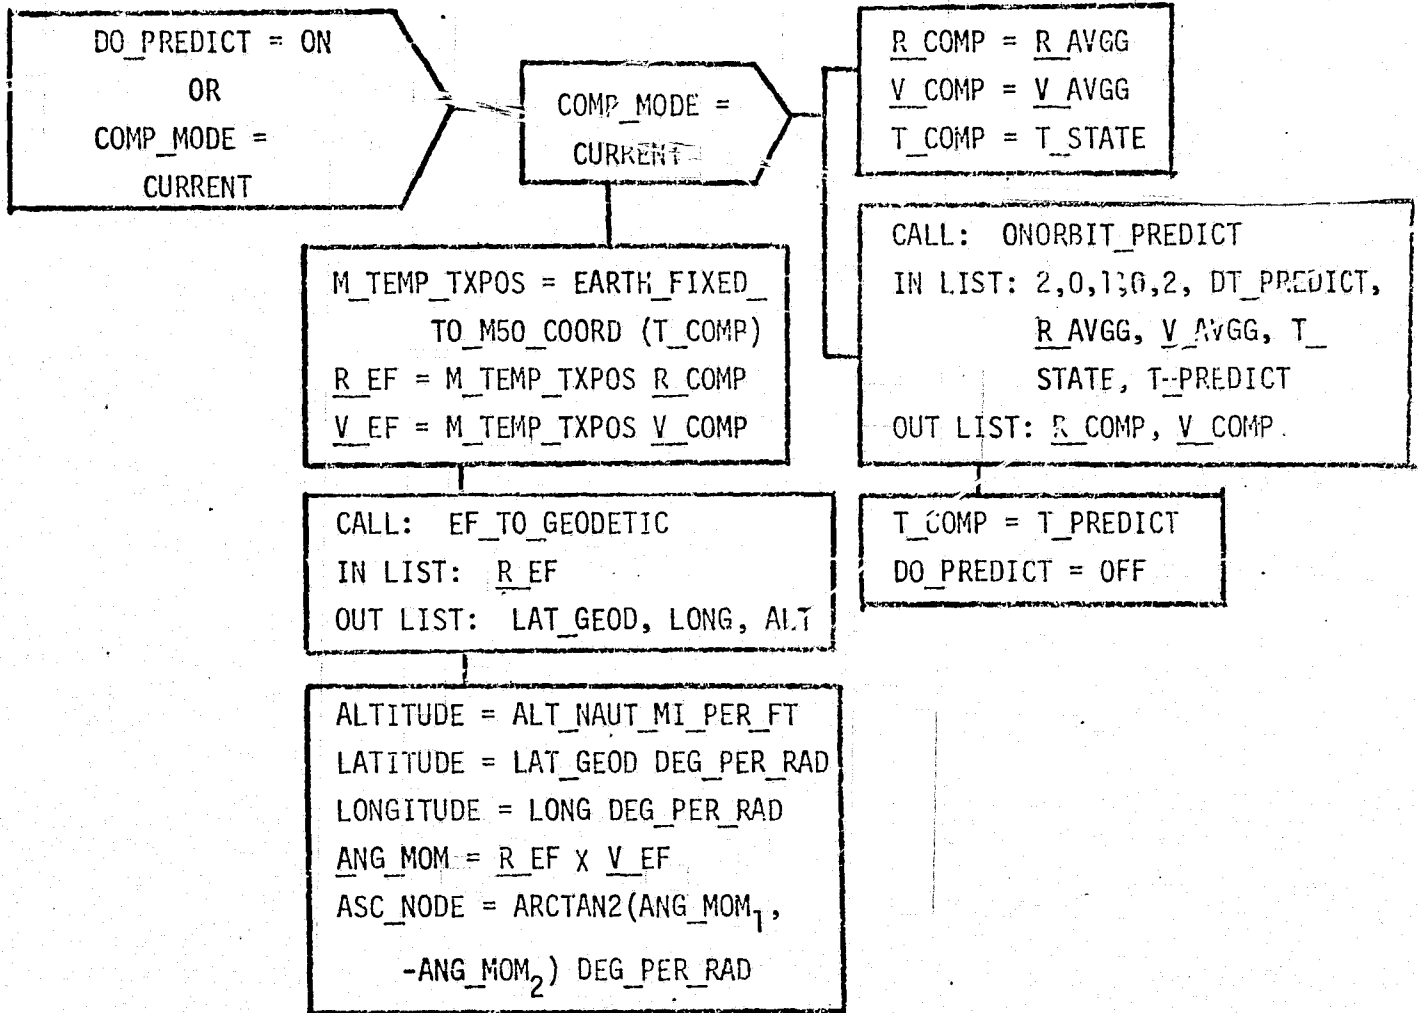 DO_PREDICT = ON
OR
COMP_MODE =
CURRENT
COMP_MODE =
CURRENT
R_COMP = R_AVGG
V_COMP = V_AVGG
T_COMP = T_STATE
CALL: ONORBIT_PREDICT
IN LIST: 2,0, ,2, DT_PREDICT,
R_AVGG, V_AVGG, T_
STATE, T_PREDICT
OUT LIST: R_COMP, V_COMP.
T_COMP = T_PREDICT
DO_PREDICT = OFF
M_TEMP_TXPOS = EARTH_FIXED_
TO_M50_COORD (T_COMP)
R_EF = M_TEMP_TXPOS R_COMP
V_EF = M_TEMP_TXPOS V_COMP
CALL: EF_TO_GEODETIC
IN LIST: R_EF
OUT LIST: LAT_GEOD, LONG, ALT
ALTITUDE = ALT_NAUT_MI_PER_FT
LATITUDE = LAT_GEOD DEG_PER_RAD
LONGITUDE = LONG DEG_PER_RAD
ANG_MOM = R_EF X V_EF
ASC_NODE = ARCTAN2(ANG_MOM₁,
-ANG_MOM₂) DEG_PER_RAD